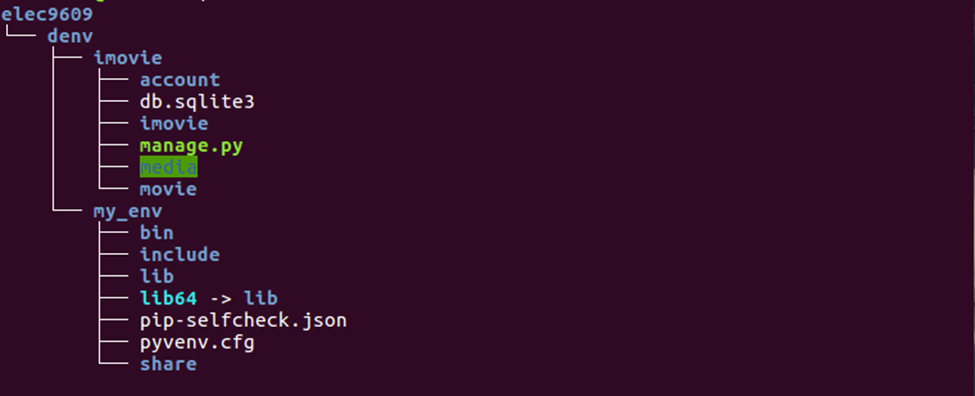 elec9609
└── denv
    ├── imovie
    │   ├── account
    │   ├── db.sqlite3
    │   ├── imovie
    │   ├── manage.py
    │   ├── media
    │   └── movie
    └── my_env
        ├── bin
        ├── include
        ├── lib
        ├── lib64 -> lib
        ├── pip-selfcheck.json
        ├── pyvenv.cfg
        └── share